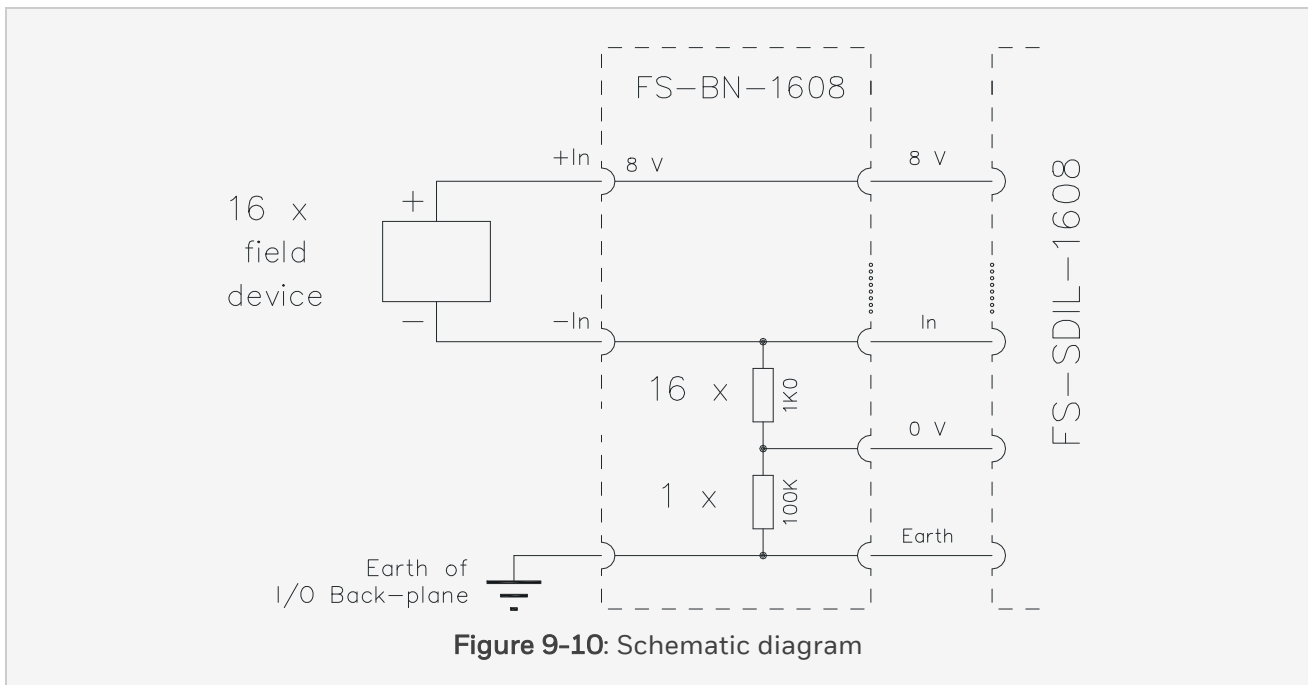 FS-BN-1608
+In
8 V
8 V
16 x
field
device
+
−
−In
In
16 x
1K0
0 V
1 x
100K
Earth
Earth of
I/O Back-plane
FS-SDIL-1608
Figure 9-10: Schematic diagram